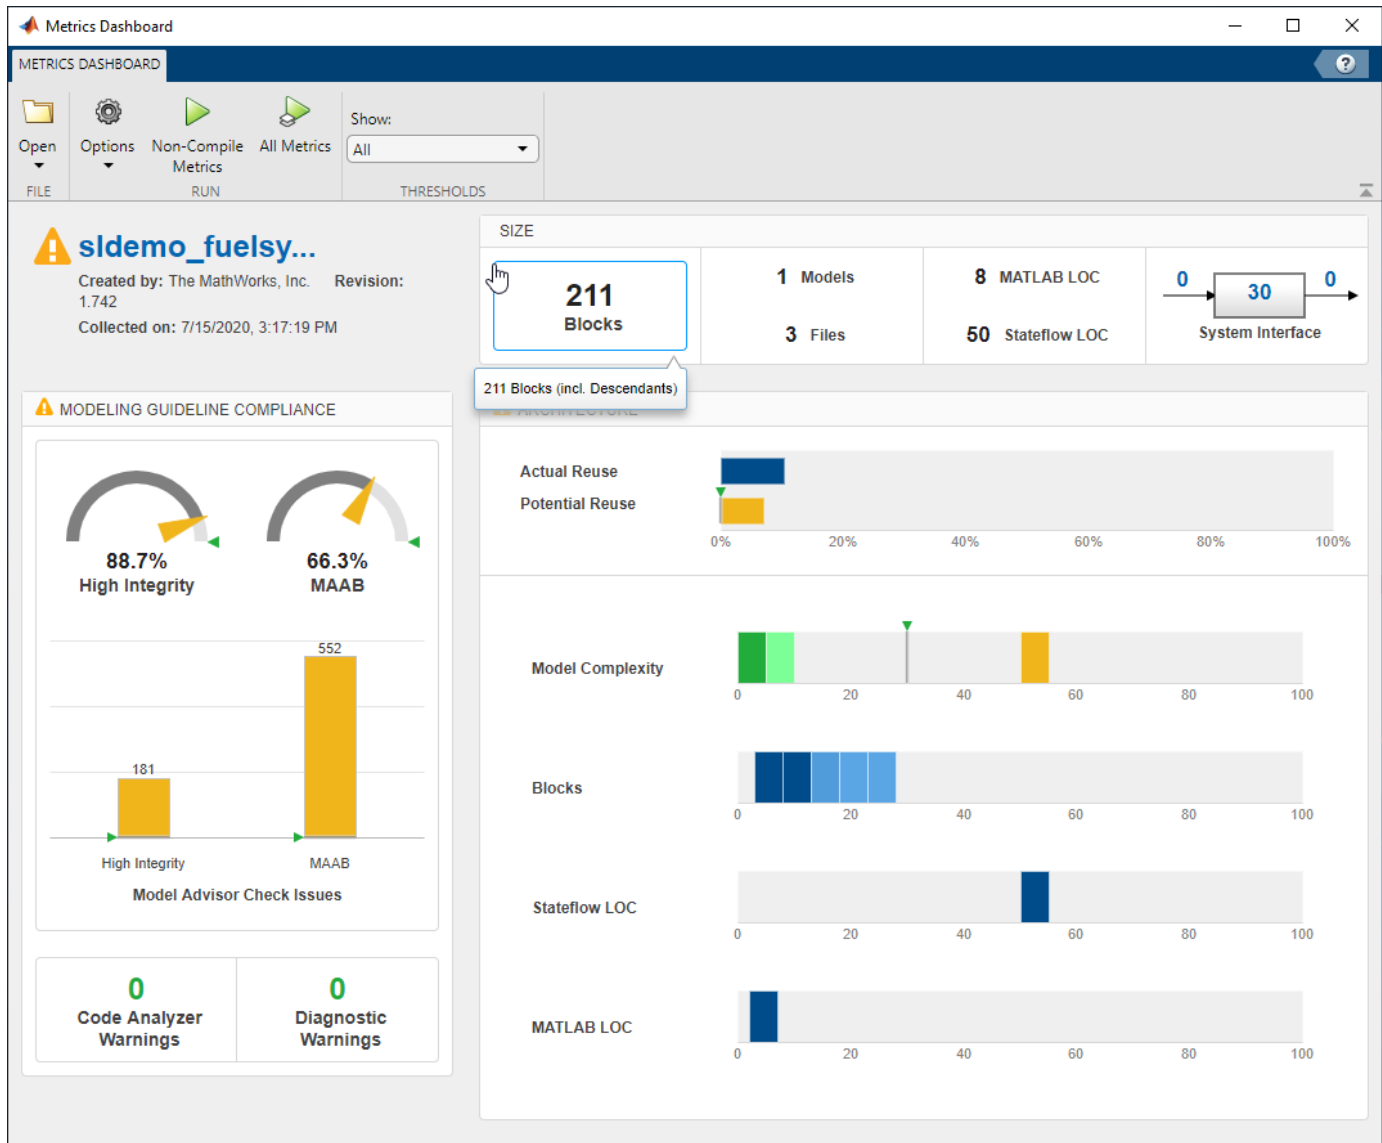 Metrics Dashboard
METRICS DASHBOARD
Open
Options
Non-Compile
Metrics
All Metrics
Show:
All
FILE
RUN
THRESHOLDS
sldemo_fuelsy...
Created by: The MathWorks, Inc. Revision:
1.742
Collected on: 7/15/2020, 3:17:19 PM
SIZE
211
Blocks
1 Models
3 Files
8 MATLAB LOC
50 Stateflow LOC
0
30
0
System Interface
211 Blocks (incl. Descendants)
MODELING GUIDELINE COMPLIANCE
88.7%
High Integrity
66.3%
MAAB
552
181
High Integrity
MAAB
Model Advisor Check Issues
0
Code Analyzer
Warnings
0
Diagnostic
Warnings
ARCHITECTURE
Actual Reuse
Potential Reuse
0% 20% 40% 60% 80% 100%
Model Complexity
0 20 40 60 80 100
Blocks
0 20 40 60 80 100
Stateflow LOC
0 20 40 60 80 100
MATLAB LOC
0 20 40 60 80 100